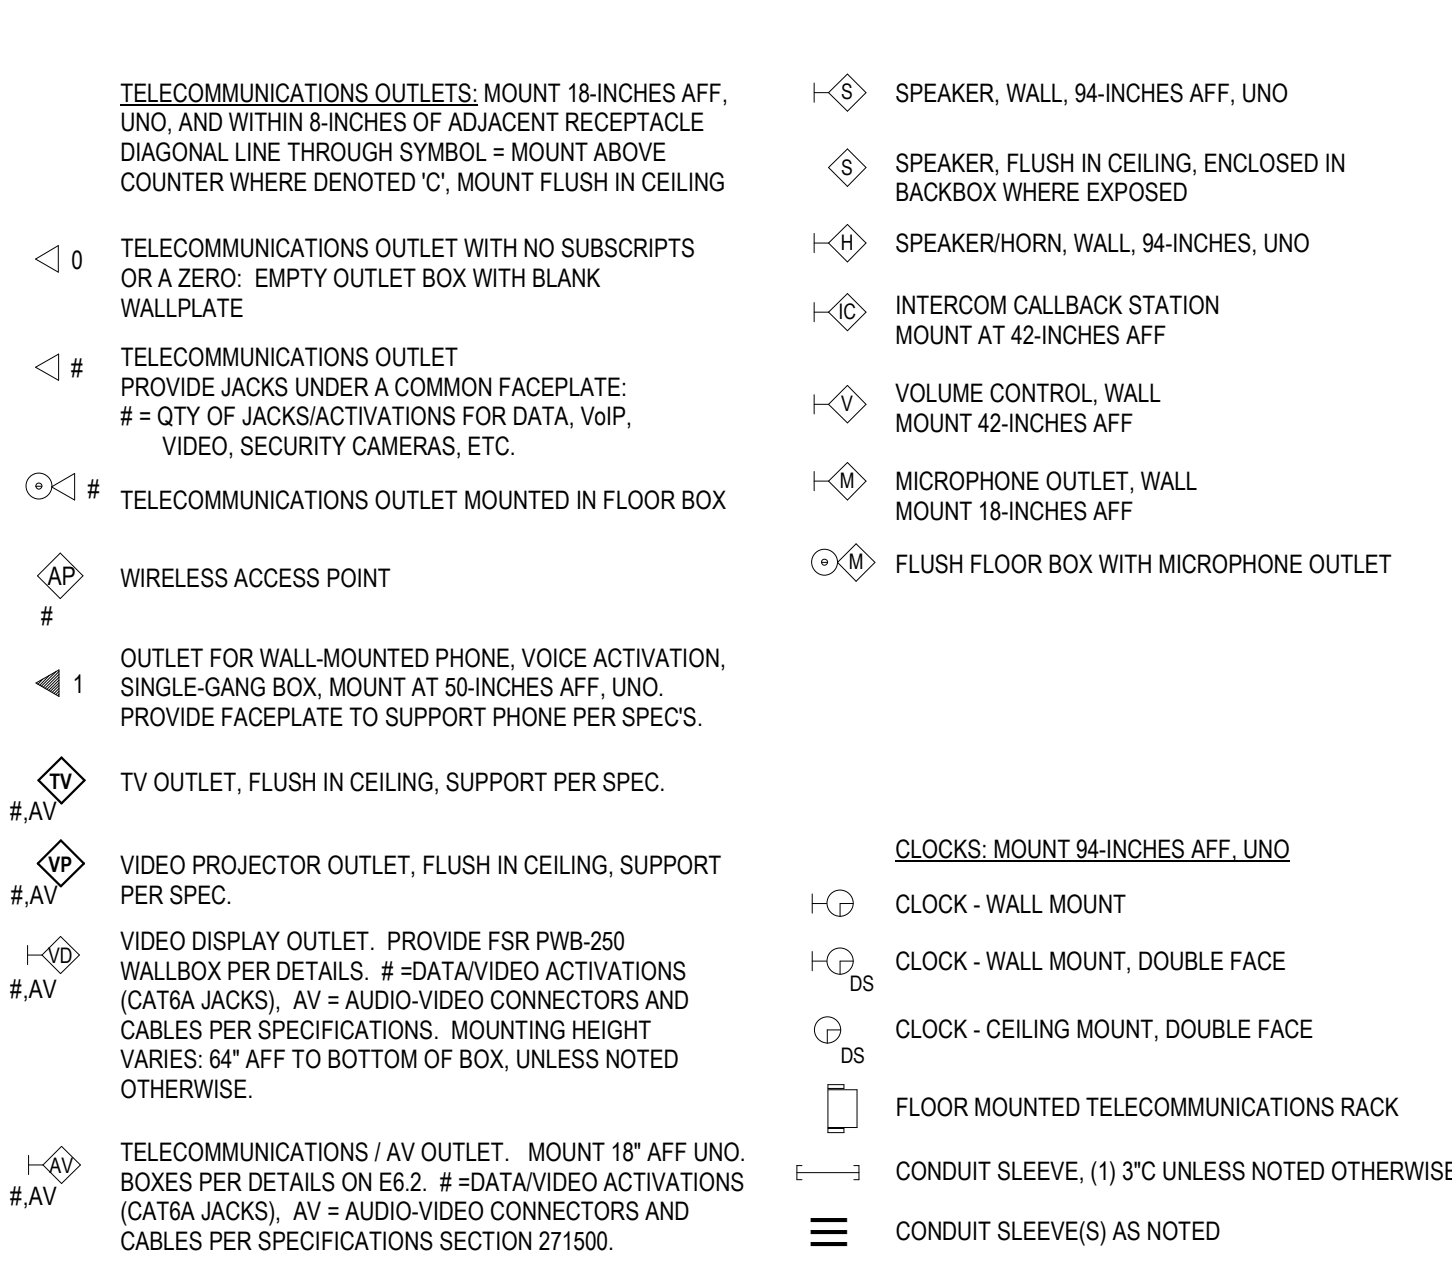 TELECOMMUNICATIONS OUTLETS: MOUNT 18-INCHES AFF,
UNO, AND WITHIN 8-INCHES OF ADJACENT RECEPTACLE
DIAGONAL LINE THROUGH SYMBOL = MOUNT ABOVE
COUNTER WHERE DENOTED 'C', MOUNT FLUSH IN CEILING
0
TELECOMMUNICATIONS OUTLET WITH NO SUBSCRIPTS
OR A ZERO: EMPTY OUTLET BOX WITH BLANK
WALLPLATE
#
TELECOMMUNICATIONS OUTLET
PROVIDE JACKS UNDER A COMMON FACEPLATE:
# = QTY OF JACKS/ACTIVATIONS FOR DATA, VoIP,
VIDEO, SECURITY CAMERAS, ETC.
#
TELECOMMUNICATIONS OUTLET MOUNTED IN FLOOR BOX
AP
#
WIRELESS ACCESS POINT
1
OUTLET FOR WALL-MOUNTED PHONE, VOICE ACTIVATION,
SINGLE-GANG BOX, MOUNT AT 50-INCHES AFF, UNO.
PROVIDE FACEPLATE TO SUPPORT PHONE PER SPEC'S.
TV
#,AV
TV OUTLET, FLUSH IN CEILING, SUPPORT PER SPEC.
VP
#,AV
VIDEO PROJECTOR OUTLET, FLUSH IN CEILING, SUPPORT
PER SPEC.
VD
#,AV
VIDEO DISPLAY OUTLET. PROVIDE FSR PWB-250
WALLBOX PER DETAILS. # =DATA/VIDEO ACTIVATIONS
(CAT6A JACKS), AV = AUDIO-VIDEO CONNECTORS AND
CABLES PER SPECIFICATIONS. MOUNTING HEIGHT
VARIES: 64" AFF TO BOTTOM OF BOX, UNLESS NOTED
OTHERWISE.
AV
#,AV
TELECOMMUNICATIONS / AV OUTLET. MOUNT 18" AFF UNO.
BOXES PER DETAILS ON E6.2. # =DATA/VIDEO ACTIVATIONS
(CAT6A JACKS), AV = AUDIO-VIDEO CONNECTORS AND
CABLES PER SPECIFICATIONS SECTION 271500.
S
SPEAKER, WALL, 94-INCHES AFF, UNO
S
SPEAKER, FLUSH IN CEILING, ENCLOSED IN
BACKBOX WHERE EXPOSED
H
SPEAKER/HORN, WALL, 94-INCHES, UNO
IC
INTERCOM CALLBACK STATION
MOUNT AT 42-INCHES AFF
V
VOLUME CONTROL, WALL
MOUNT 42-INCHES AFF
M
MICROPHONE OUTLET, WALL
MOUNT 18-INCHES AFF
M
FLUSH FLOOR BOX WITH MICROPHONE OUTLET
CLOCKS: MOUNT 94-INCHES AFF, UNO
CLOCK - WALL MOUNT
DS
CLOCK - WALL MOUNT, DOUBLE FACE
DS
CLOCK - CEILING MOUNT, DOUBLE FACE
FLOOR MOUNTED TELECOMMUNICATIONS RACK
CONDUIT SLEEVE, (1) 3"C UNLESS NOTED OTHERWISE
CONDUIT SLEEVE(S) AS NOTED